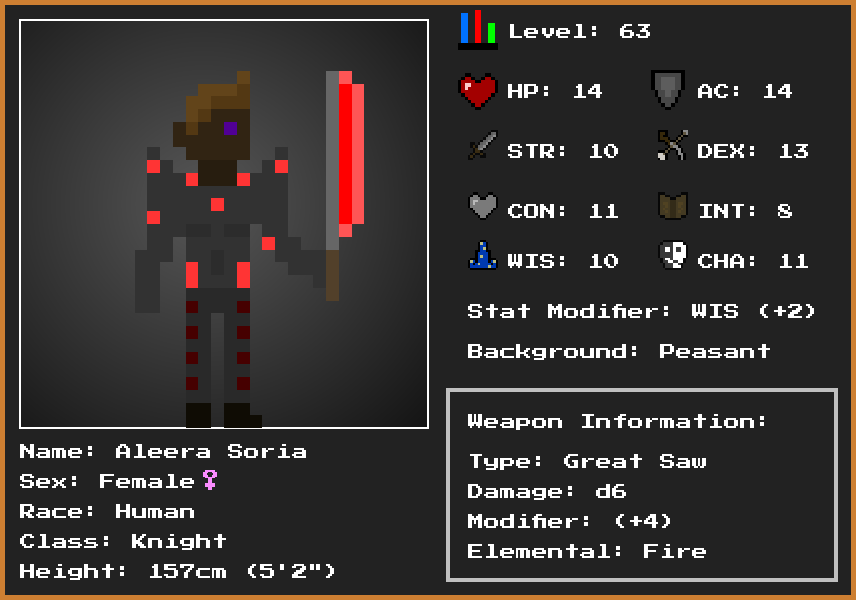 Level: 63
HP: 14
AC: 14
STR: 10
DEX: 13
CON: 11
INT: 8
WIS: 10
CHA: 11
Stat Modifier: WIS (+2)
Background: Peasant
Weapon Information:
Type: Great Saw
Damage: d6
Modifier: (+4)
Elemental: Fire
Name: Aleera Soria
Sex: Female♀
Race: Human
Class: Knight
Height: 157cm (5'2")